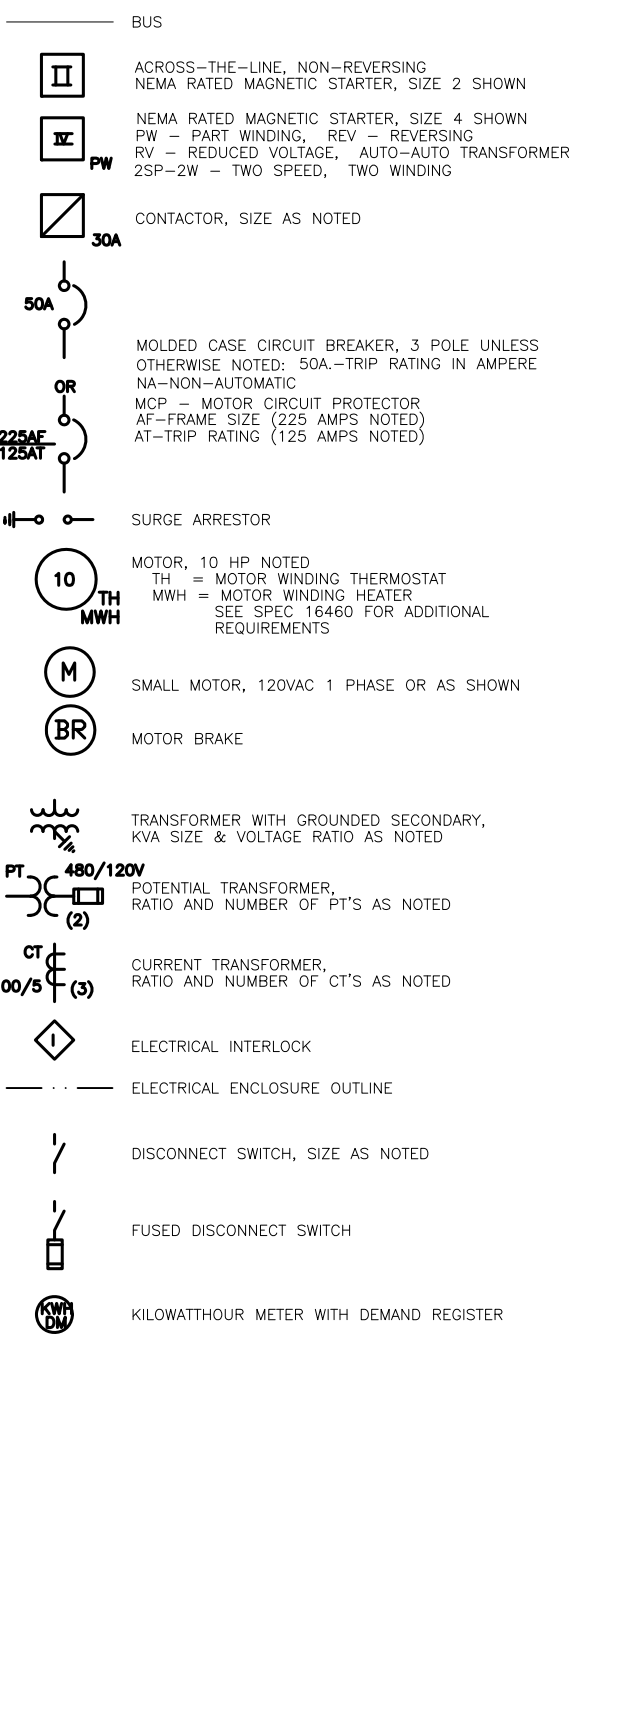 BUS
II
ACROSS-THE-LINE, NON-REVERSING
NEMA RATED MAGNETIC STARTER, SIZE 2 SHOWN
IV
PW
NEMA RATED MAGNETIC STARTER, SIZE 4 SHOWN
PW - PART WINDING, REV - REVERSING
RV - REDUCED VOLTAGE, AUTO-AUTO TRANSFORMER
2SP-2W - TWO SPEED, TWO WINDING
30A
CONTACTOR, SIZE AS NOTED
50A
OR
225AF
125AT
MOLDED CASE CIRCUIT BREAKER, 3 POLE UNLESS
OTHERWISE NOTED: 50A.-TRIP RATING IN AMPERE
NA-NON-AUTOMATIC
MCP - MOTOR CIRCUIT PROTECTOR
AF-FRAME SIZE (225 AMPS NOTED)
AT-TRIP RATING (125 AMPS NOTED)
SURGE ARRESTOR
10
TH
MWH
MOTOR, 10 HP NOTED
TH = MOTOR WINDING THERMOSTAT
MWH = MOTOR WINDING HEATER
SEE SPEC 16460 FOR ADDITIONAL
REQUIREMENTS
M
SMALL MOTOR, 120VAC 1 PHASE OR AS SHOWN
BR
MOTOR BRAKE
TRANSFORMER WITH GROUNDED SECONDARY,
KVA SIZE & VOLTAGE RATIO AS NOTED
PT 480/120V
(2)
POTENTIAL TRANSFORMER,
RATIO AND NUMBER OF PT'S AS NOTED
CT
00/5 (3)
CURRENT TRANSFORMER,
RATIO AND NUMBER OF CT'S AS NOTED
I
ELECTRICAL INTERLOCK
ELECTRICAL ENCLOSURE OUTLINE
DISCONNECT SWITCH, SIZE AS NOTED
FUSED DISCONNECT SWITCH
KWH
DM
KILOWATTHOUR METER WITH DEMAND REGISTER